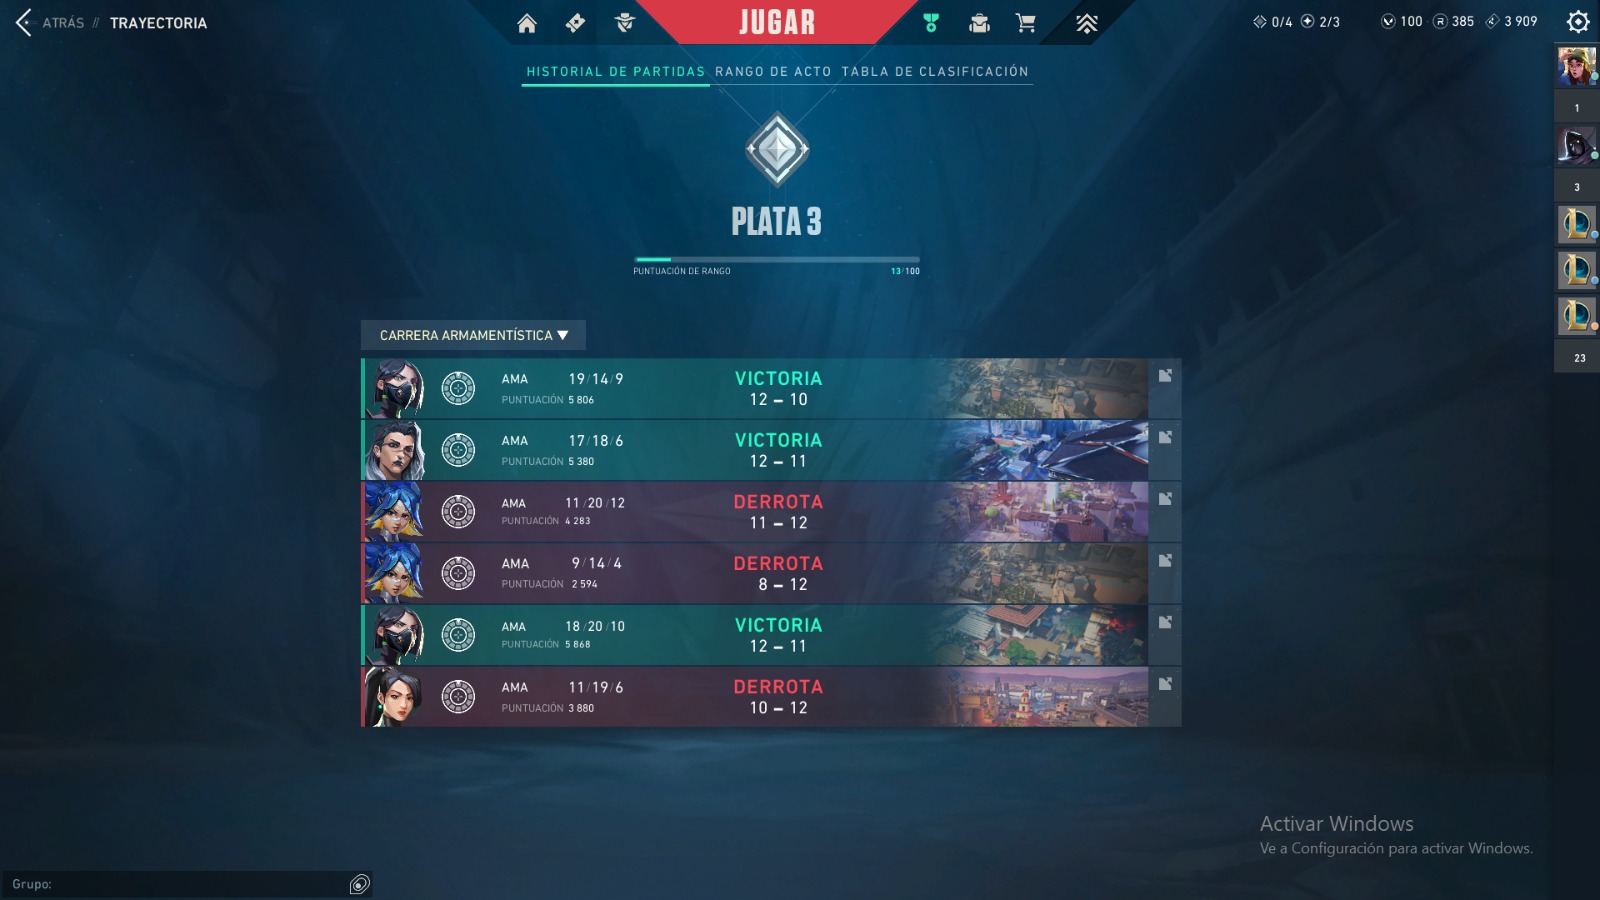 ATRÁS // TRAYECTORIA
JUGAR
0/4 2/3 100 385 3 909
HISTORIAL DE PARTIDAS RANGO DE ACTO TABLA DE CLASIFICACIÓN
1
3
23
PLATA 3
PUNTUACIÓN DE RANGO 13/100
CARRERA ARMAMENTÍSTICA ▼
AMA 19/14/9 VICTORIA
PUNTUACIÓN 5 806 12 – 10
AMA 17/18/6 VICTORIA
PUNTUACIÓN 5 380 12 – 11
AMA 11/20/12 DERROTA
PUNTUACIÓN 4 283 11 – 12
AMA 9/14/4 DERROTA
PUNTUACIÓN 2 594 8 – 12
AMA 18/20/10 VICTORIA
PUNTUACIÓN 5 868 12 – 11
AMA 11/19/6 DERROTA
PUNTUACIÓN 3 880 10 – 12
Activar Windows
Ve a Configuración para activar Windows.
Grupo: